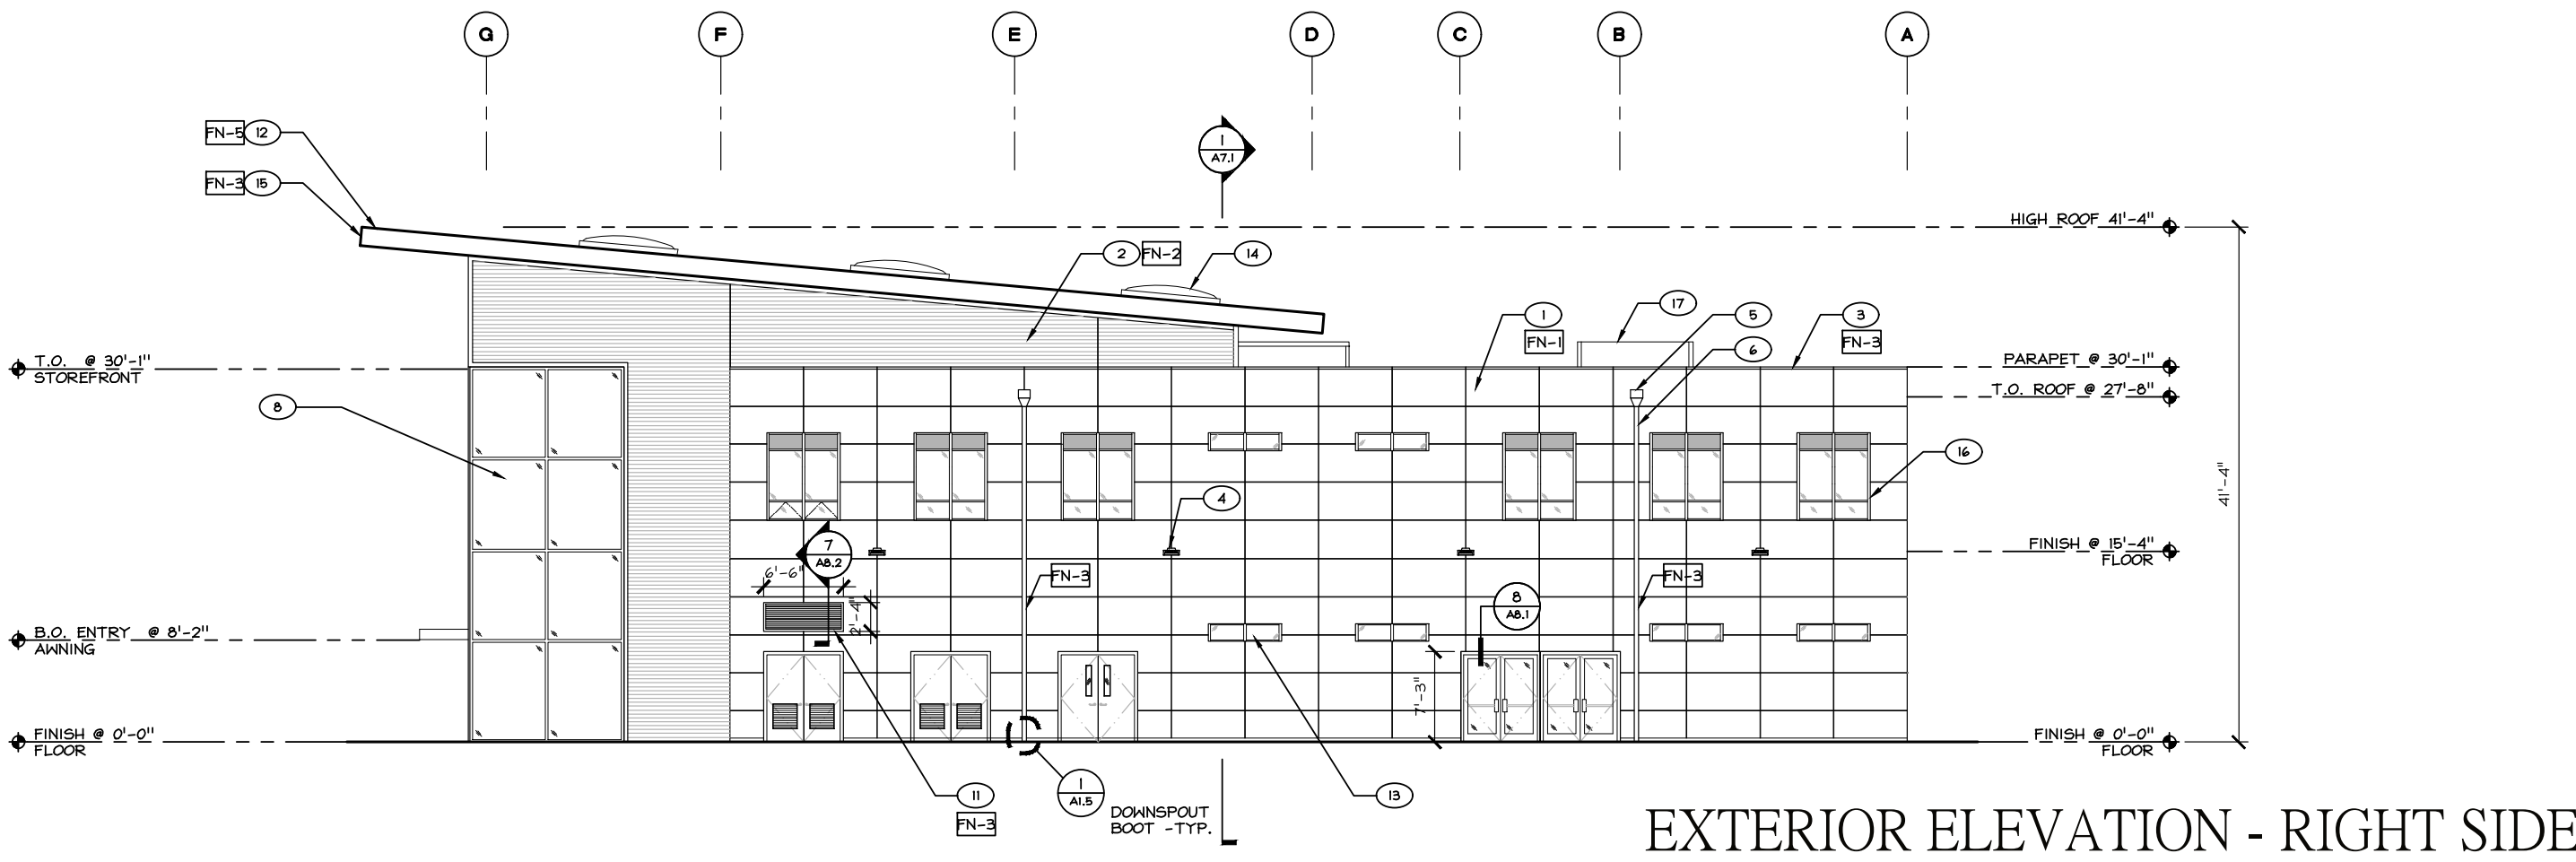 G
F
E
D
C
B
A
FN-5 12
FN-3 15
1
A7.1
HIGH ROOF 41'-4"
2 FN-2
14
1
FN-1
17
5
3
FN-3
6
T.O. @ 30'-1"
STOREFRONT
PARAPET @ 30'-1"
T.O. ROOF @ 27'-8"
8
16
41'-4"
4
7
A8.2
FINISH @ 15'-4"
FLOOR
6'-6"
2'-4"
FN-3
FN-3
8
A8.1
B.O. ENTRY @ 8'-2"
AWNING
7'-3"
FINISH @ 0'-0"
FLOOR
FINISH @ 0'-0"
FLOOR
11
FN-3
1
A1.5
DOWNSPOUT
BOOT -TYP.
13
EXTERIOR ELEVATION - RIGHT SIDE